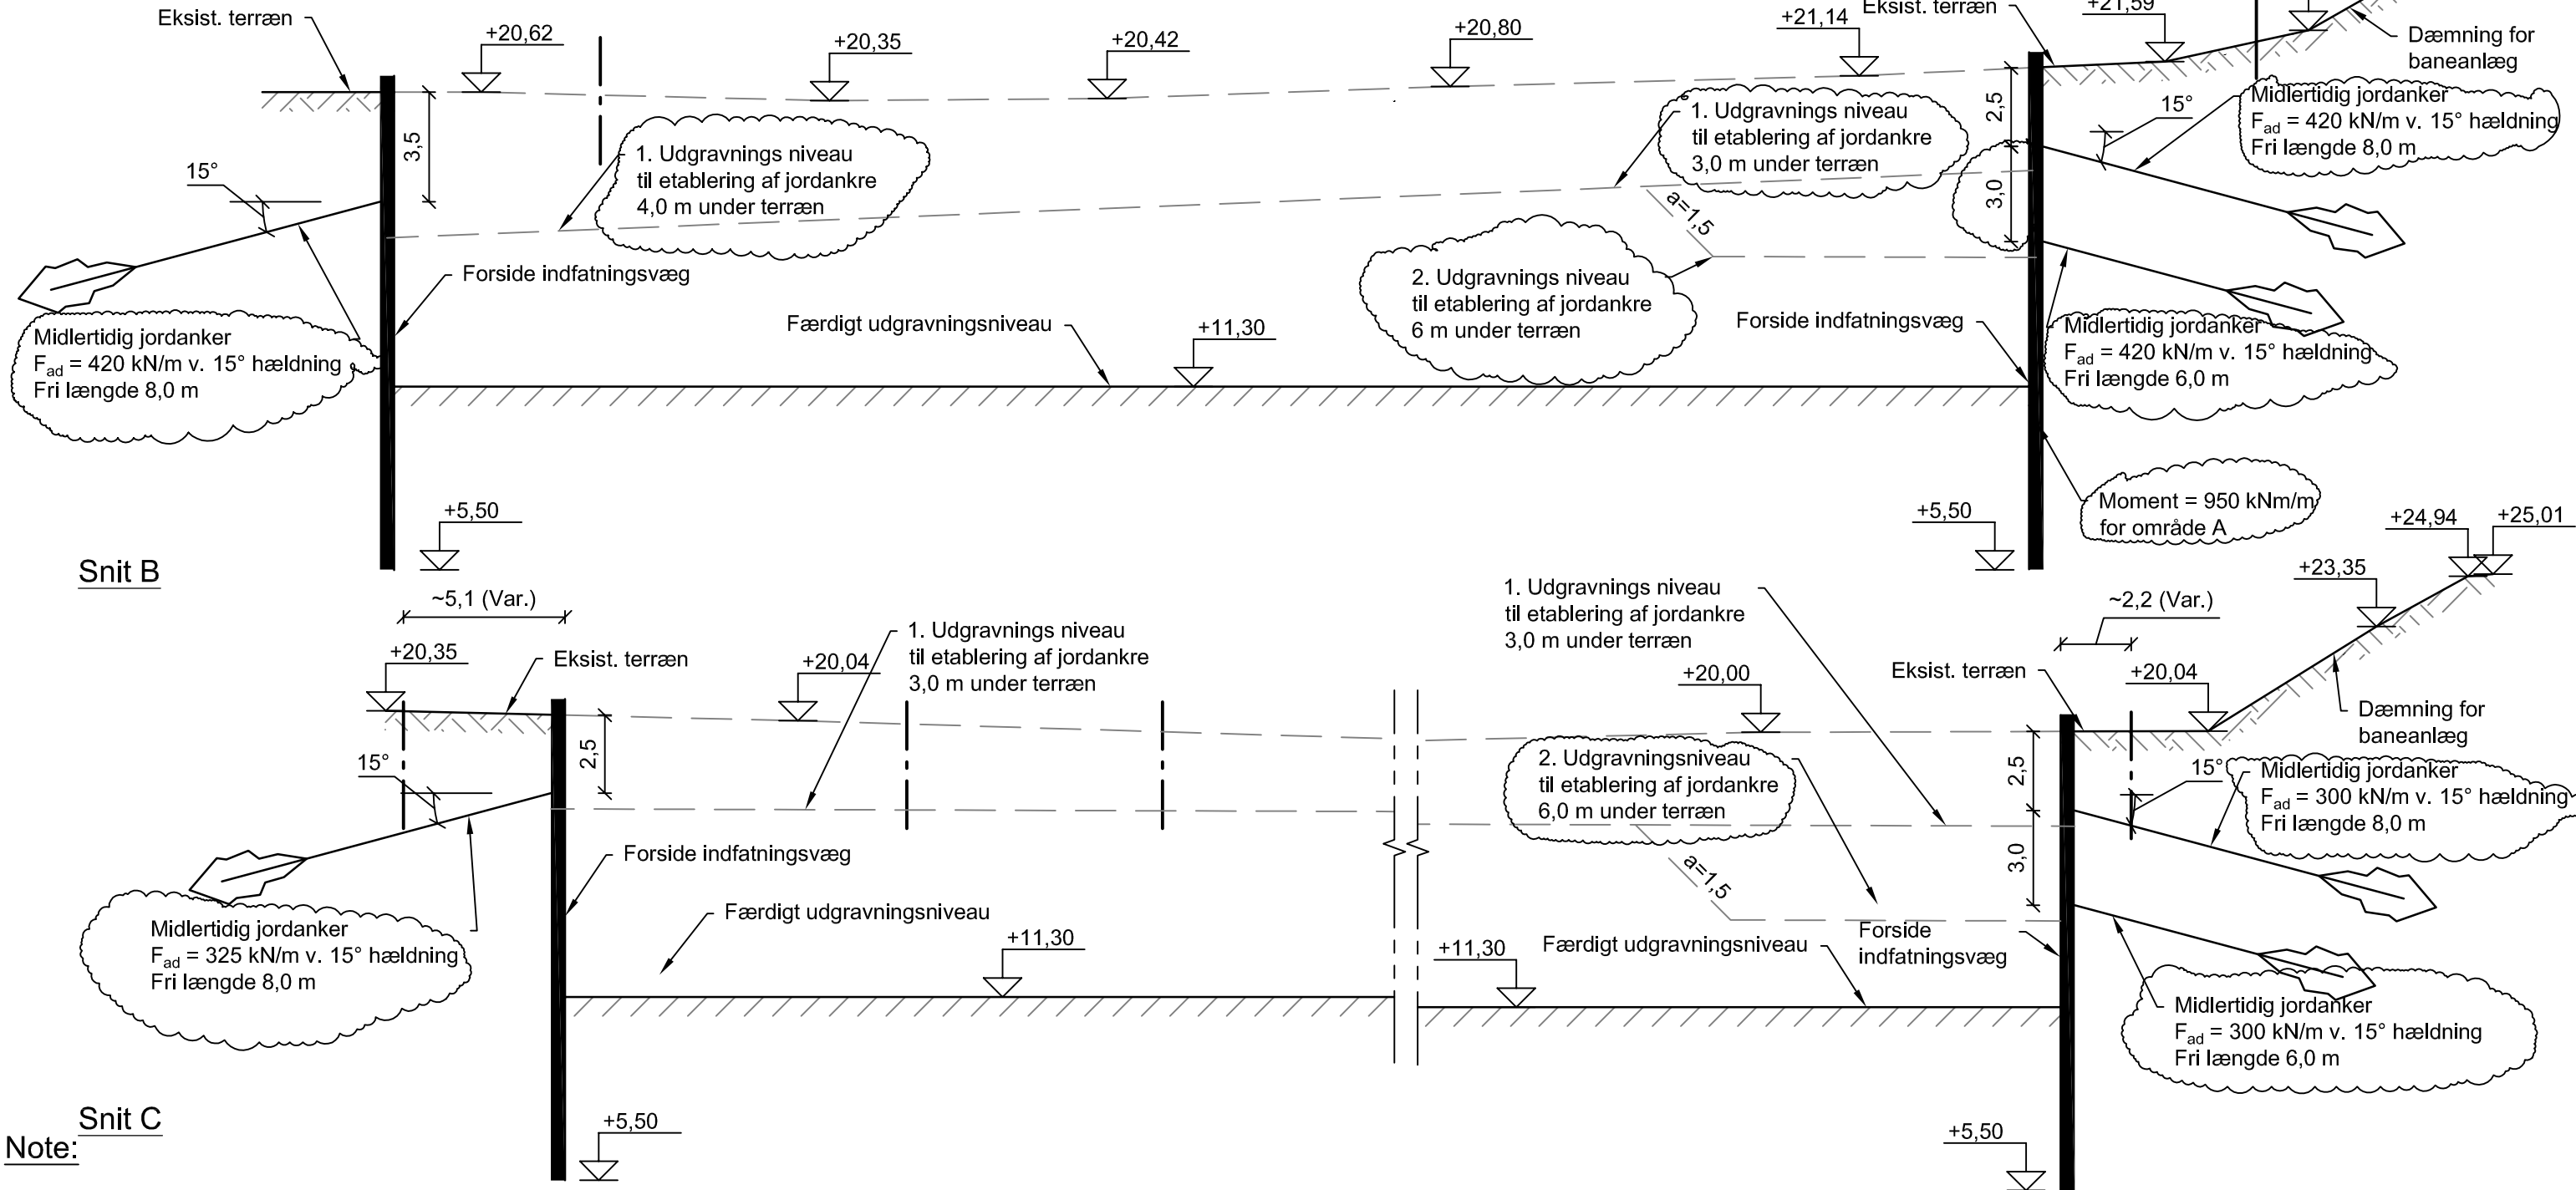 Eksist. terræn
+20,62
+20,35
+20,42
+20,80
+21,14
Eksist. terræn
+21,59
Dæmning for
baneanlæg
3,5
15°
1. Udgravnings niveau
til etablering af jordankre
4,0 m under terræn
1. Udgravnings niveau
til etablering af jordankre
3,0 m under terræn
2,5
3,0
15°
Midlertidig jordanker
Fad = 420 kN/m v. 15° hældning
Fri længde 8,0 m
a=1,5
Forside indfatningsvæg
2. Udgravnings niveau
til etablering af jordankre
6 m under terræn
Færdigt udgravningsniveau
+11,30
Forside indfatningsvæg
Midlertidig jordanker
Fad = 420 kN/m v. 15° hældning
Fri længde 8,0 m
Midlertidig jordanker
Fad = 420 kN/m v. 15° hældning
Fri længde 6,0 m
Moment = 950 kNm/m
for område A
+5,50
+5,50
Snit B
~5,1 (Var.)
+20,35
Eksist. terræn
+20,04
1. Udgravnings niveau
til etablering af jordankre
3,0 m under terræn
1. Udgravnings niveau
til etablering af jordankre
3,0 m under terræn
+20,00
Eksist. terræn
~2,2 (Var.)
+20,04
+23,35
+24,94
+25,01
Dæmning for
baneanlæg
15°
2,5
2. Udgravningsniveau
til etablering af jordankre
6,0 m under terræn
2,5
3,0
15°
Midlertidig jordanker
Fad = 300 kN/m v. 15° hældning
Fri længde 8,0 m
a=1,5
Forside indfatningsvæg
Færdigt udgravningsniveau
+11,30
+11,30
Færdigt udgravningsniveau
Forside
indfatningsvæg
Midlertidig jordanker
Fad = 325 kN/m v. 15° hældning
Fri længde 8,0 m
Midlertidig jordanker
Fad = 300 kN/m v. 15° hældning
Fri længde 6,0 m
+5,50
+5,50
Snit C
Note: